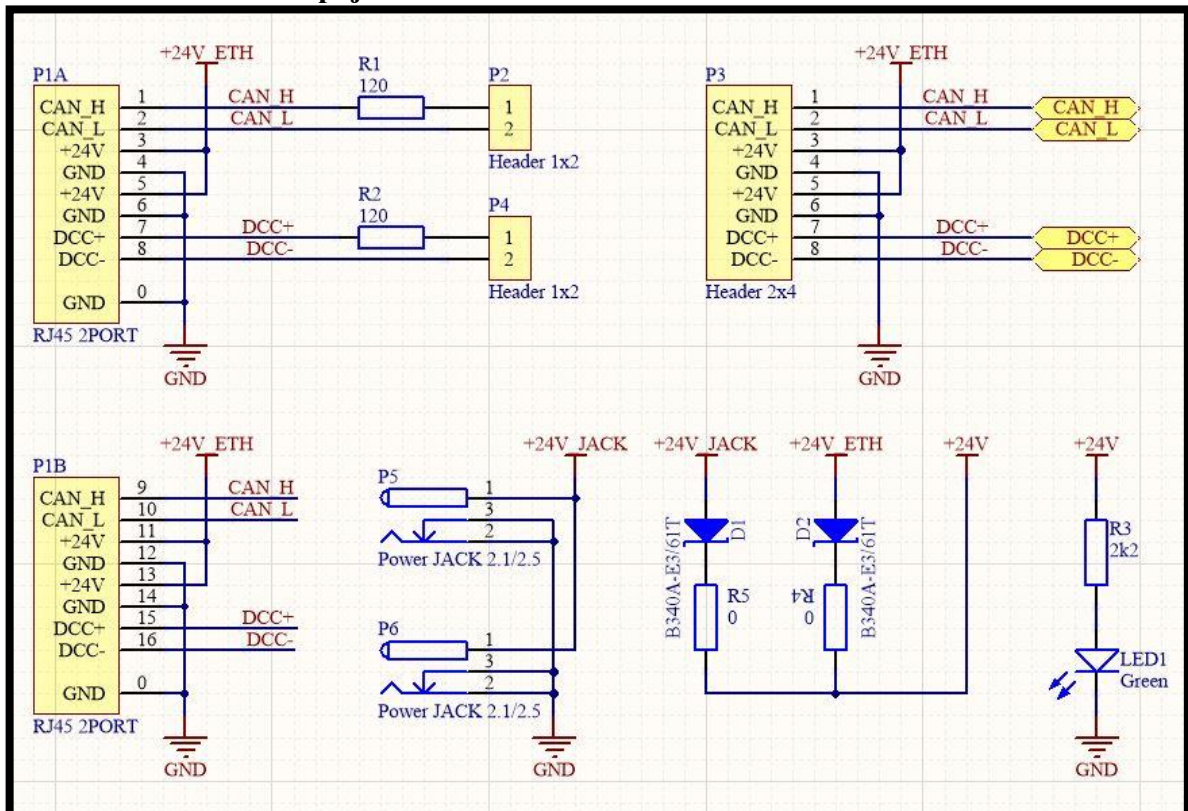 +24V_ETH
P1A
CAN_H 1 CAN_H
CAN_L 2 CAN_L
+24V 3
GND 4
+24V 5
GND 6
DCC+ 7 DCC+
DCC- 8 DCC-
GND 0
RJ45 2PORT
GND
R1
120
P2
1
2
Header 1x2
R2
120
P4
1
2
Header 1x2
+24V_ETH
P3
CAN_H 1 CAN_H CAN_H
CAN_L 2 CAN_L CAN_L
+24V 3
GND 4
+24V 5
GND 6
DCC+ 7 DCC+ DCC+
DCC- 8 DCC- DCC-
Header 2x4
GND
+24V_ETH
P1B
CAN_H 9 CAN_H
CAN_L 10 CAN_L
+24V 11
GND 12
+24V 13
GND 14
DCC+ 15 DCC+
DCC- 16 DCC-
GND 0
RJ45 2PORT
GND
+24V_JACK
P5
1
3
2
Power JACK 2.1/2.5
P6
1
3
2
Power JACK 2.1/2.5
GND
+24V_JACK
+24V_ETH
+24V
D1
B340A-E3/61T
R5
0
D2
B340A-E3/61T
R4
0
+24V
R3
2k2
LED1
Green
GND